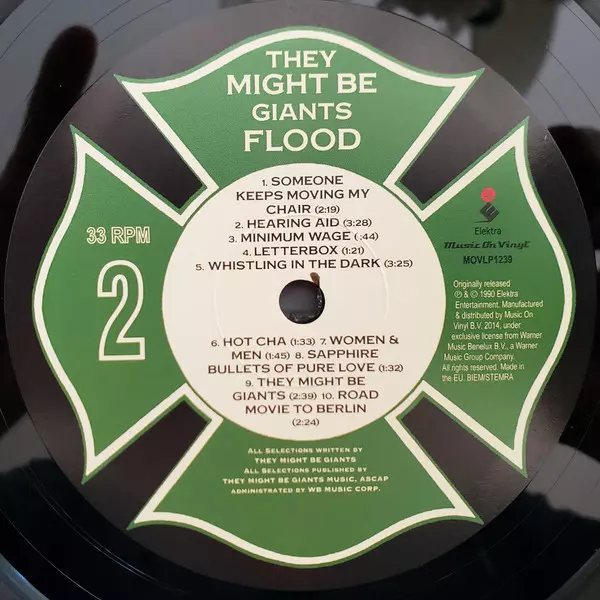 THEY
MIGHT BE
GIANTS
FLOOD
1. SOMEONE
KEEPS MOVING MY
CHAIR (2:19)
2. HEARING AID (3:28)
3. MINIMUM WAGE (:44)
4. LETTERBOX (1:21)
5. WHISTLING IN THE DARK (3:25)
33 RPM
2
Elektra
Music On Vinyl
MOVLP1239
Originally released
℗ & © 1990 Elektra
Entertainment. Manufactured
& distributed by Music On
Vinyl B.V. 2014, under
exclusive license from Warner
Music Benelux B.V., a Warner
Music Group Company.
All rights reserved. Made in
the EU. BIEM/STEMRA
6. HOT CHA (1:33) 7. WOMEN &
MEN (1:45) 8. SAPPHIRE
BULLETS OF PURE LOVE (1:32)
9. THEY MIGHT BE
GIANTS (2:39) 10. ROAD
MOVIE TO BERLIN
(2:24)
ALL SELECTIONS WRITTEN BY
THEY MIGHT BE GIANTS
ALL SELECTIONS PUBLISHED BY
THEY MIGHT BE GIANTS MUSIC, ASCAP
ADMINISTRATED BY WB MUSIC CORP.